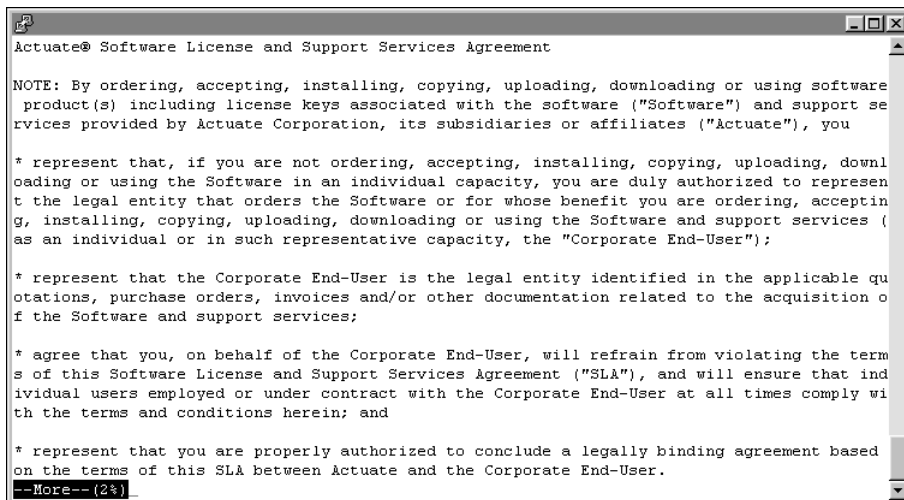 Actuate® Software License and Support Services Agreement
NOTE: By ordering, accepting, installing, copying, uploading, downloading or using software
product(s) including license keys associated with the software ("Software") and support se
rvices provided by Actuate Corporation, its subsidiaries or affiliates ("Actuate"), you
* represent that, if you are not ordering, accepting, installing, copying, uploading, downl
oading or using the Software in an individual capacity, you are duly authorized to represen
t the legal entity that orders the Software or for whose benefit you are ordering, acceptin
g, installing, copying, uploading, downloading or using the Software and support services (
as an individual or in such representative capacity, the "Corporate End-User");
* represent that the Corporate End-User is the legal entity identified in the applicable qu
otations, purchase orders, invoices and/or other documentation related to the acquisition o
f the Software and support services;
* agree that you, on behalf of the Corporate End-User, will refrain from violating the term
s of this Software License and Support Services Agreement ("SLA"), and will ensure that ind
ividual users employed or under contract with the Corporate End-User at all times comply wi
th the terms and conditions herein; and
* represent that you are properly authorized to conclude a legally binding agreement based
on the terms of this SLA between Actuate and the Corporate End-User.
--More--(2%)